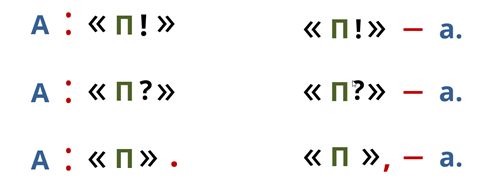 А : « П ! »    « П ! » – а.
А : « П ? »    « П ? » – а.
А : « П » .    « П » , – а.